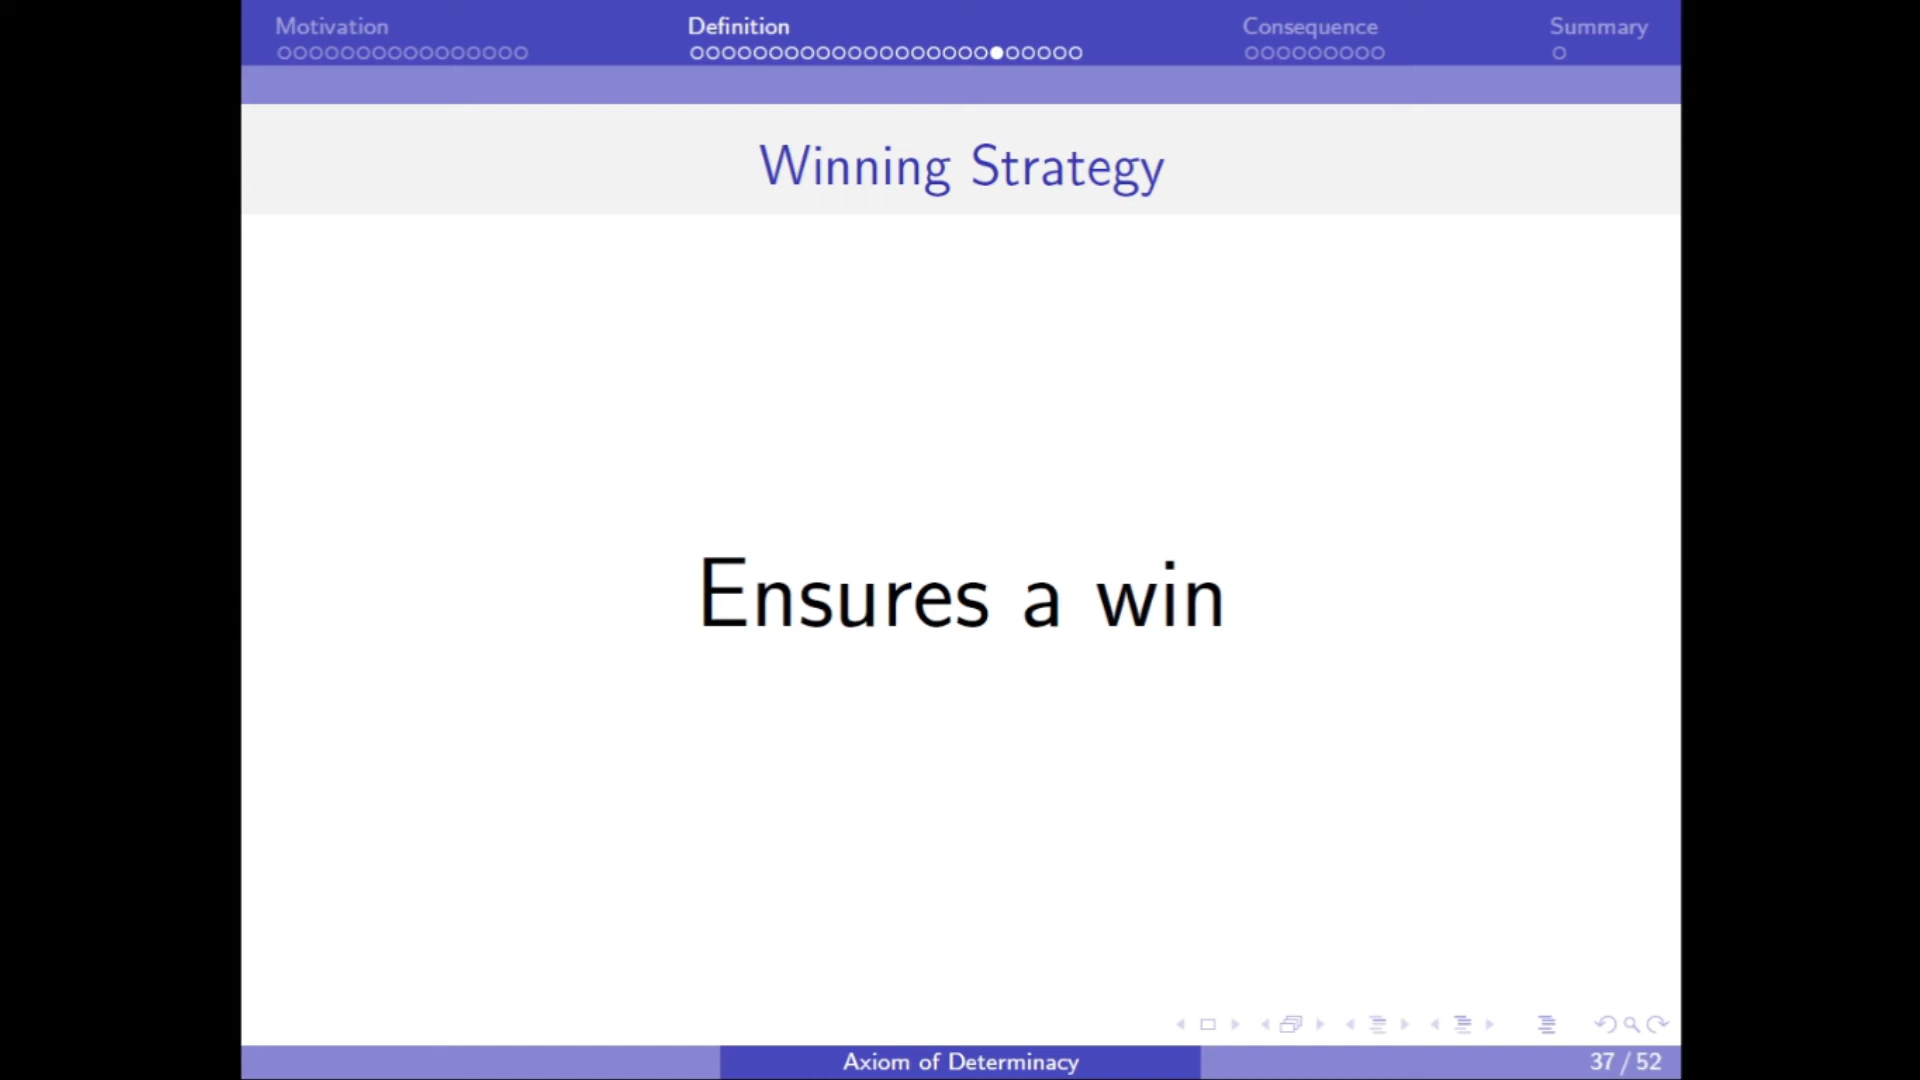 Motivation Definition Consequence Summary
Winning Strategy
Ensures a win
Axiom of Determinacy 37 / 52